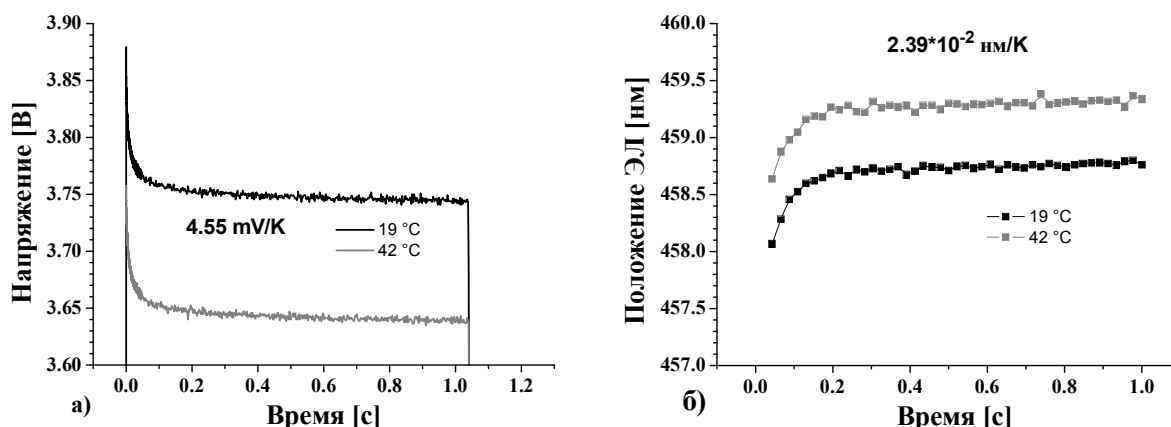 3.90
3.85
3.80
3.75
3.70
3.65
3.60
Напряжение [В]
4.55 mV/K
19 °C
42 °C
0.0 0.2 0.4 0.6 0.8 1.0 1.2
а)
Время [с]
460.0
459.5
459.0
458.5
458.0
457.5
457.0
Положение ЭЛ [нм]
2.39*10⁻² нм/К
19 °C
42 °C
0.0 0.2 0.4 0.6 0.8 1.0
б)
Время [с]